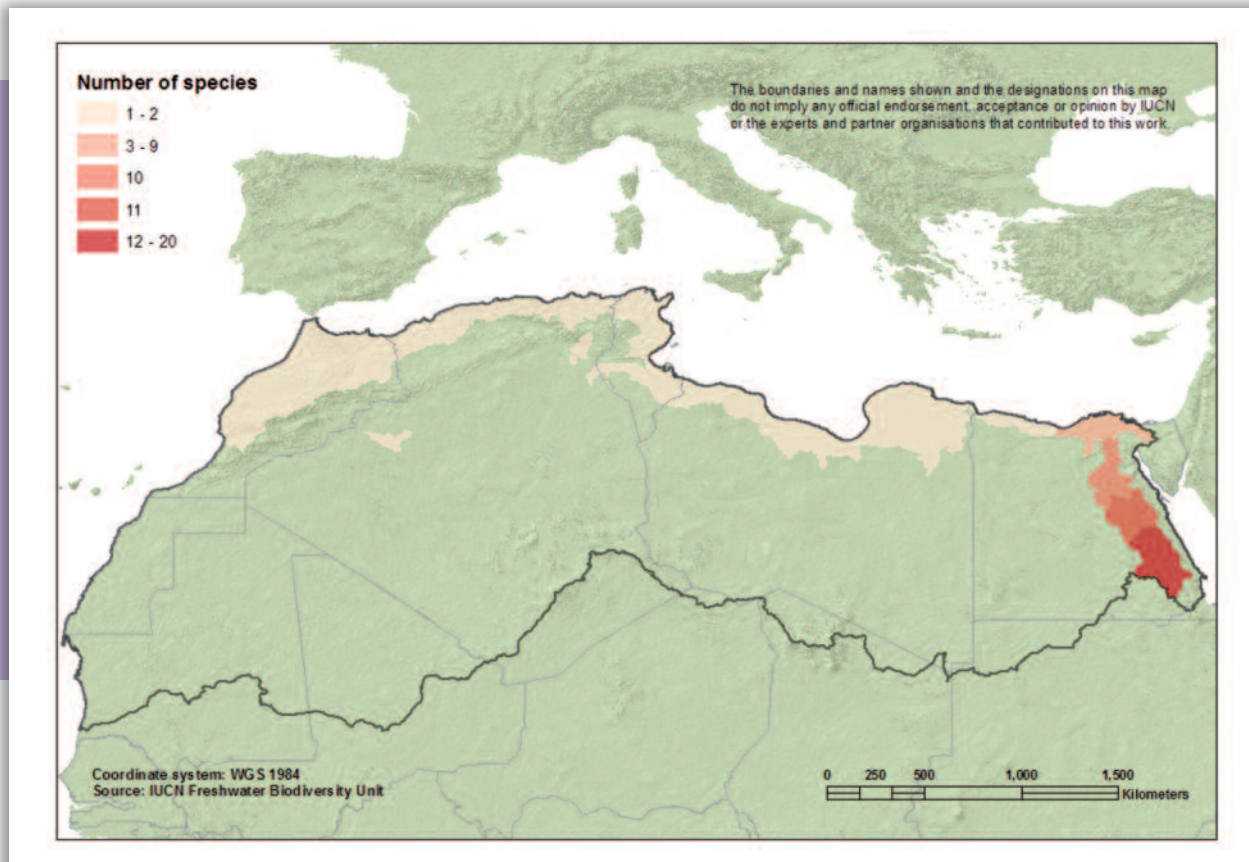 Number of species
1 - 2
3 - 9
10
11
12 - 20
The boundaries and names shown and the designations on this map
do not imply any official endorsement, acceptance or opinion by IUCN
or the experts and partner organisations that contributed to this work.
Coordinate system: WGS 1984
Source: IUCN Freshwater Biodiversity Unit
0 250 500 1,000 1,500
Kilometers